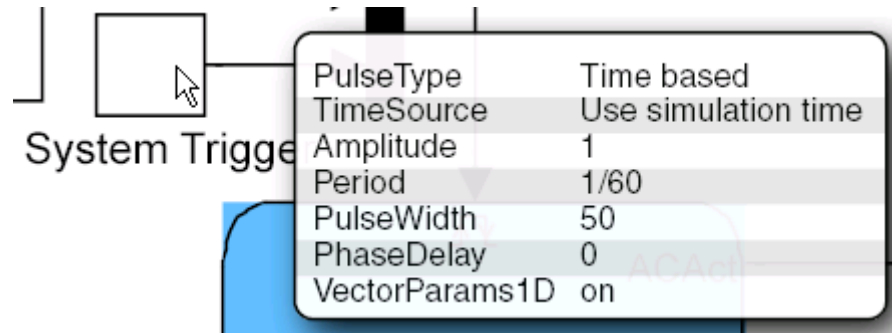 PulseType Time based
TimeSource Use simulation time
System Trigge
Amplitude 1
Period 1/60
PulseWidth 50
PhaseDelay 0
ACAct
VectorParams1D on